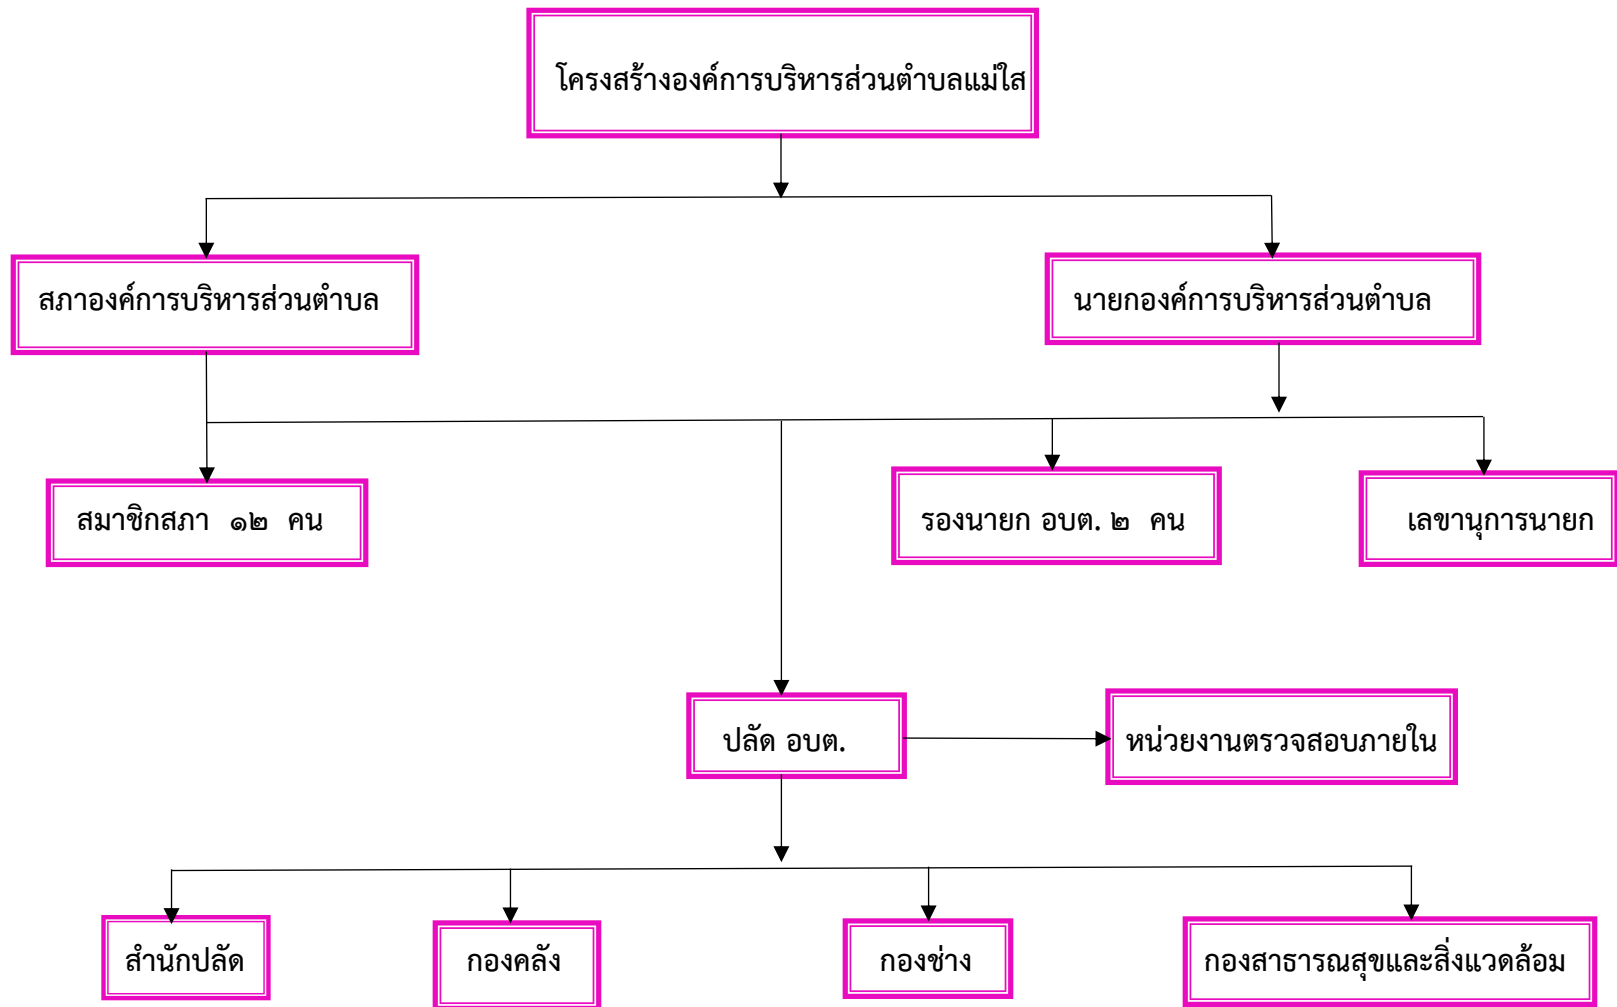 โครงสร้างองค์การบริหารส่วนตำบลแม่ใส
สภาองค์การบริหารส่วนตำบล
นายกองค์การบริหารส่วนตำบล
สมาชิกสภา ๑๒ คน
รองนายก อบต. ๒ คน
เลขานุการนายก
ปลัด อบต.
หน่วยงานตรวจสอบภายใน
สำนักปลัด
กองคลัง
กองช่าง
กองสาธารณสุขและสิ่งแวดล้อม